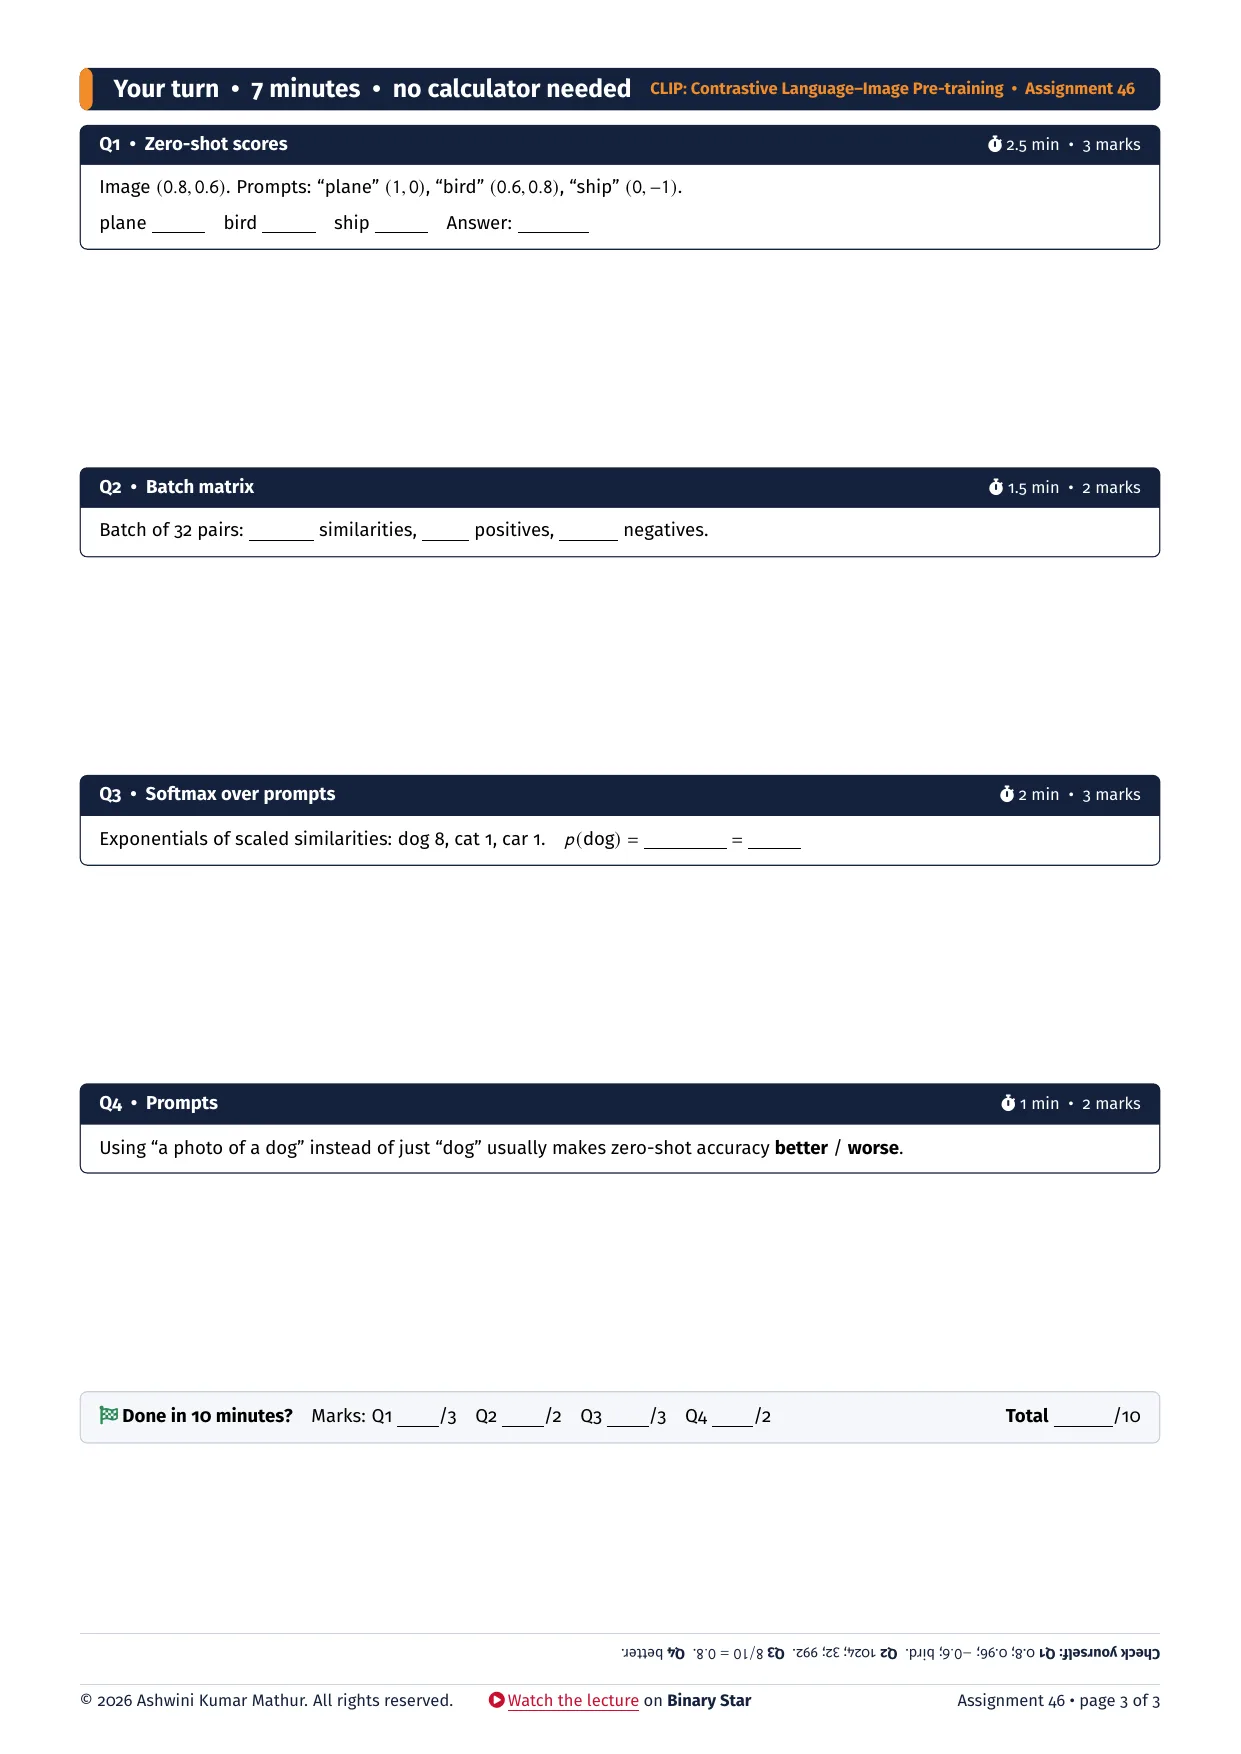 Your turn • 7 minutes • no calculator needed CLIP: Contrastive Language–Image Pre-training • Assignment 46
Q1 • Zero-shot scores 2.5 min • 3 marks
Image (0.8, 0.6). Prompts: “plane” (1, 0), “bird” (0.6, 0.8), “ship” (0, −1).
plane _____ bird _____ ship _____ Answer: _______
Q2 • Batch matrix 1.5 min • 2 marks
Batch of 32 pairs: ______ similarities, ____ positives, _____ negatives.
Q3 • Softmax over prompts 2 min • 3 marks
Exponentials of scaled similarities: dog 8, cat 1, car 1. p(dog) = ________ = _____
Q4 • Prompts 1 min • 2 marks
Using “a photo of a dog” instead of just “dog” usually makes zero-shot accuracy better / worse.
Done in 10 minutes? Marks: Q1 ____/3 Q2 ____/2 Q3 ____/3 Q4 ____/2 Total _____/10
Check yourself: Q1 0.8; 0.96; −0.6; bird. Q2 1024; 32; 992. Q3 8/10 = 0.8. Q4 better.
© 2026 Ashwini Kumar Mathur. All rights reserved. Watch the lecture on Binary Star Assignment 46 • page 3 of 3